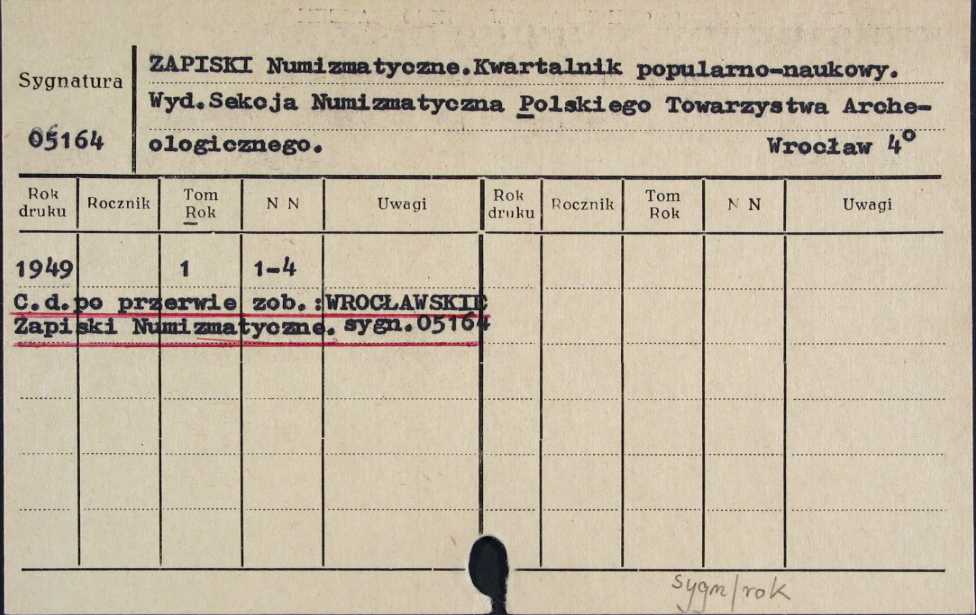 ZAPISKI Numizmatyczne.Kwartalnik popularno-naukowy.
Sygnatura
Wyd.Sekcja Numizmatyczna Polskiego Towarzystwa Arche-
05164
ologicznego. Wrocław 4°
Rok druku Rocznik Tom Rok N N Uwagi Rok druku Rocznik Tom Rok N N Uwagi
1949 1 1-4
C.d.po przerwie zob.:WROCŁAWSKIE
Zapiski Numizmatyczne. sygn.05164
sygn/rok